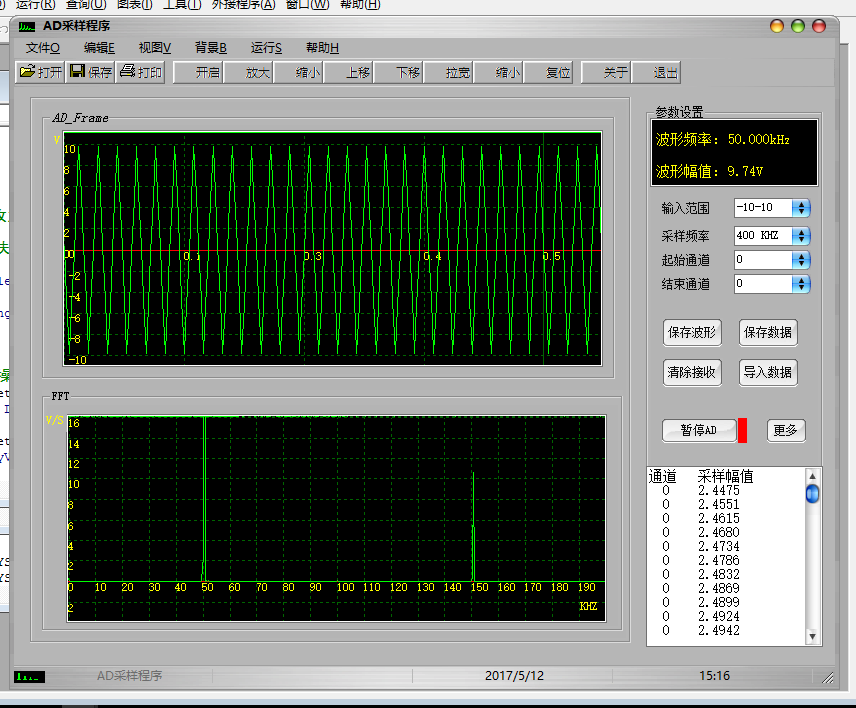 运行(R) 查询(U) 图表(I) 工具(T) 外接程序(A) 窗口(W) 帮助(H)
AD采样程序
文件O 编辑E 视图V 背景B 运行S 帮助H
打开 保存 打印 开启 放大 缩小 上移 下移 拉宽 缩小 复位 关于 退出
AD_Frame
V
10
8
6
4
2
0 0.1 0.3 0.4 0.5
-2
-4
-6
-8
-10
FFT
V/S
16
14
12
10
8
6
4
2
0 10 20 30 40 50 60 70 80 90 100 110 120 130 140 150 160 170 180 190
KHZ
2
参数设置
波形频率: 50.000kHz
波形幅值: 9.74V
输入范围 -10-10
采样频率 400 KHZ
起始通道 0
结束通道 0
保存波形 保存数据
清除接收 导入数据
暂停AD 更多
通道 采样幅值
0 2.4475
0 2.4551
0 2.4615
0 2.4680
0 2.4734
0 2.4786
0 2.4832
0 2.4869
0 2.4899
0 2.4924
0 2.4942
AD采样程序 2017/5/12 15:16